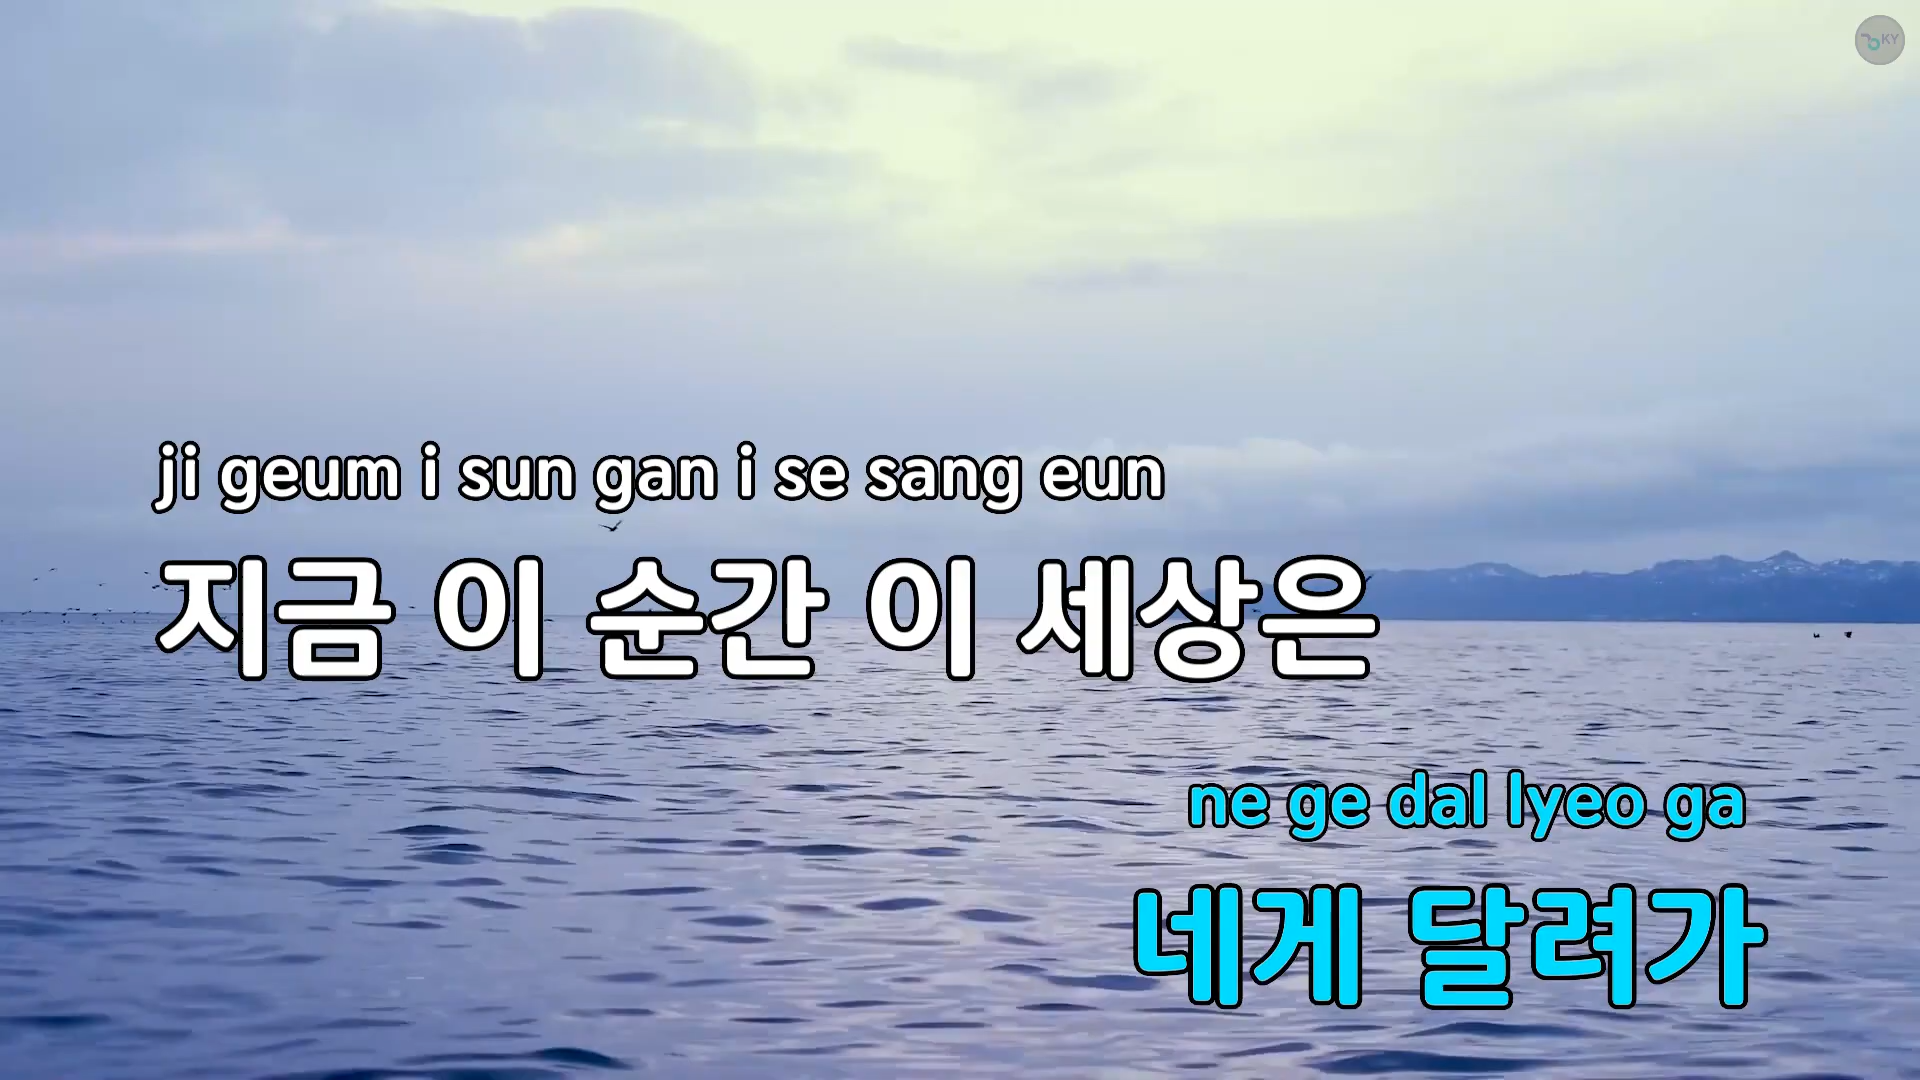 KY
ji geum i sun gan i se sang eun
지금 이 순간 이 세상은
ne ge dal lyeo ga
네게 달려가